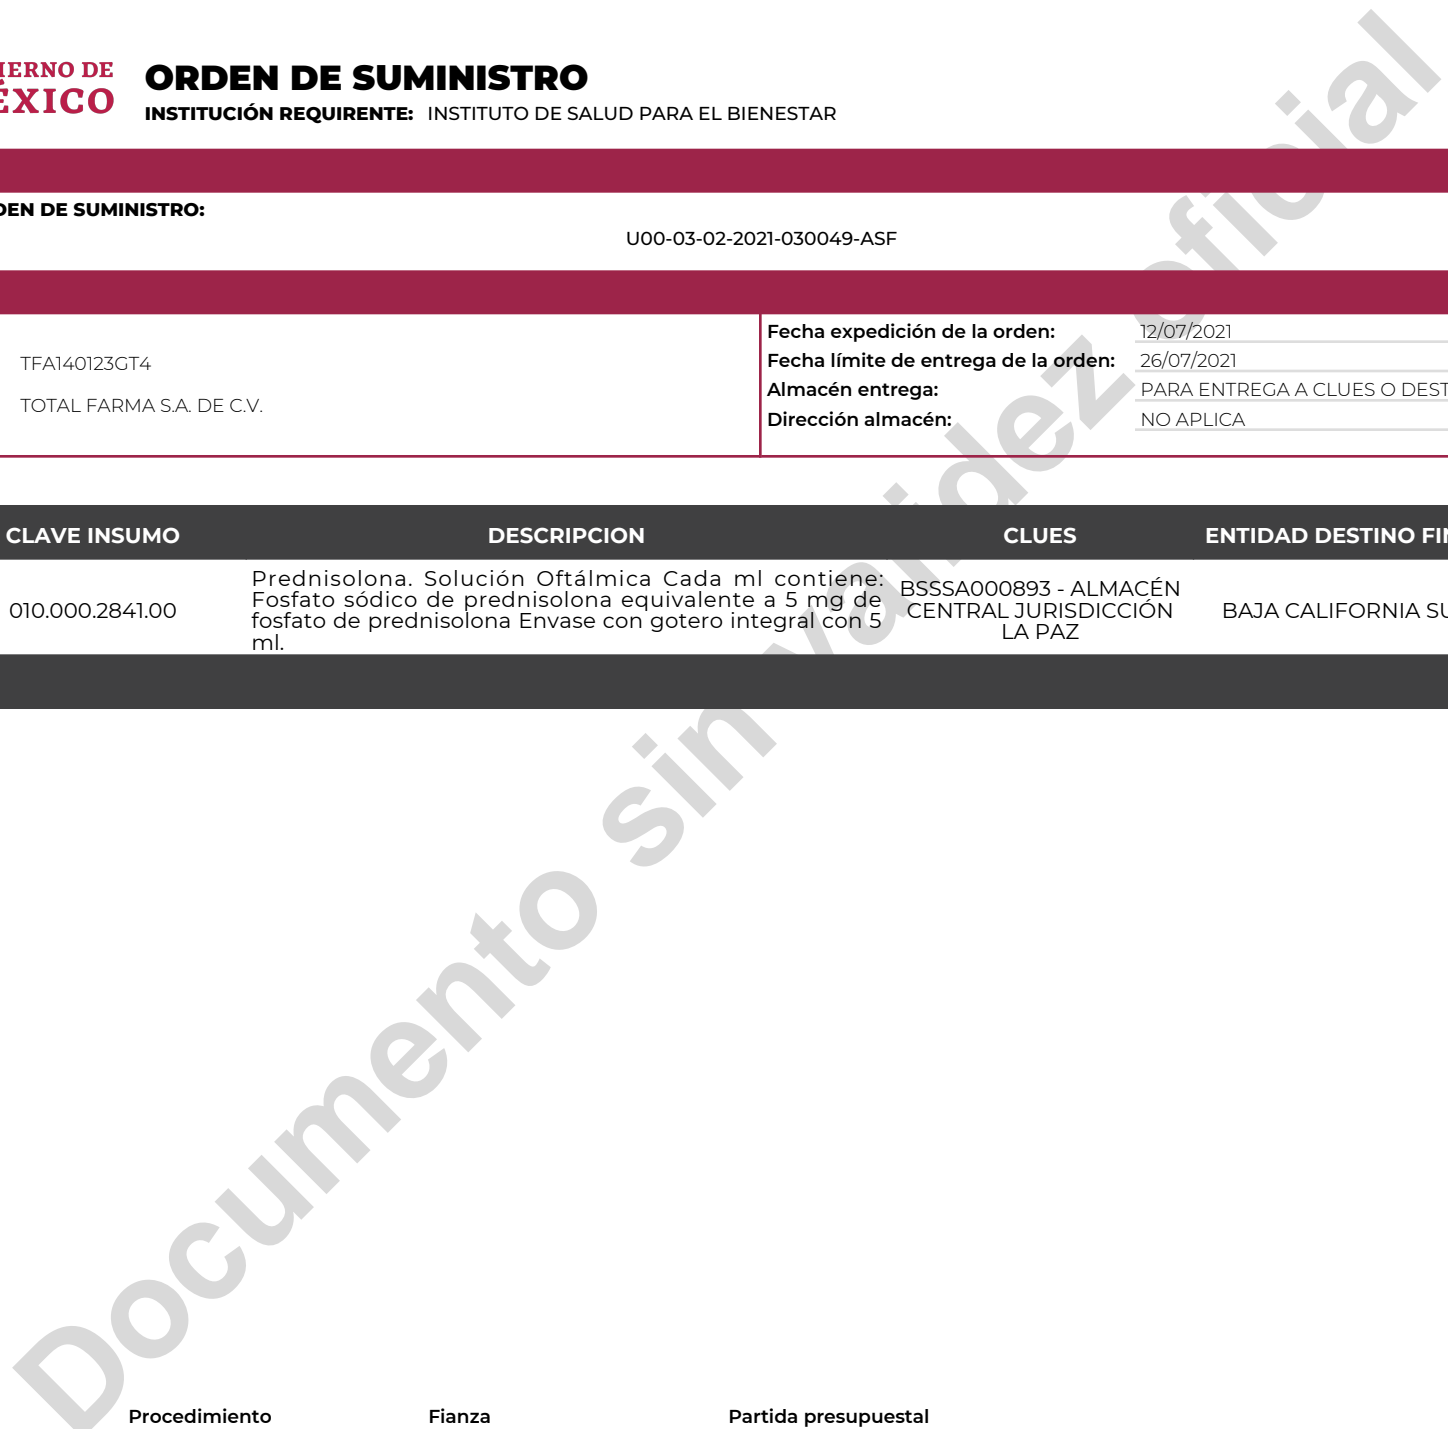 IERNO DE
ÉXICO
ORDEN DE SUMINISTRO
INSTITUCIÓN REQUIRENTE: INSTITUTO DE SALUD PARA EL BIENESTAR
DEN DE SUMINISTRO:
U00-03-02-2021-030049-ASF
TFA140123GT4
TOTAL FARMA S.A. DE C.V.
Fecha expedición de la orden: 12/07/2021
Fecha límite de entrega de la orden: 26/07/2021
Almacén entrega: PARA ENTREGA A CLUES O DEST
Dirección almacén: NO APLICA
CLAVE INSUMO DESCRIPCION CLUES ENTIDAD DESTINO FIN
010.000.2841.00
Prednisolona. Solución Oftálmica Cada ml contiene:
Fosfato sódico de prednisolona equivalente a 5 mg de
fosfato de prednisolona Envase con gotero integral con 5
ml.
BSSSA000893 - ALMACÉN
CENTRAL JURISDICCIÓN
LA PAZ
BAJA CALIFORNIA SU
Documento sin validez oficial
Procedimiento Fianza Partida presupuestal